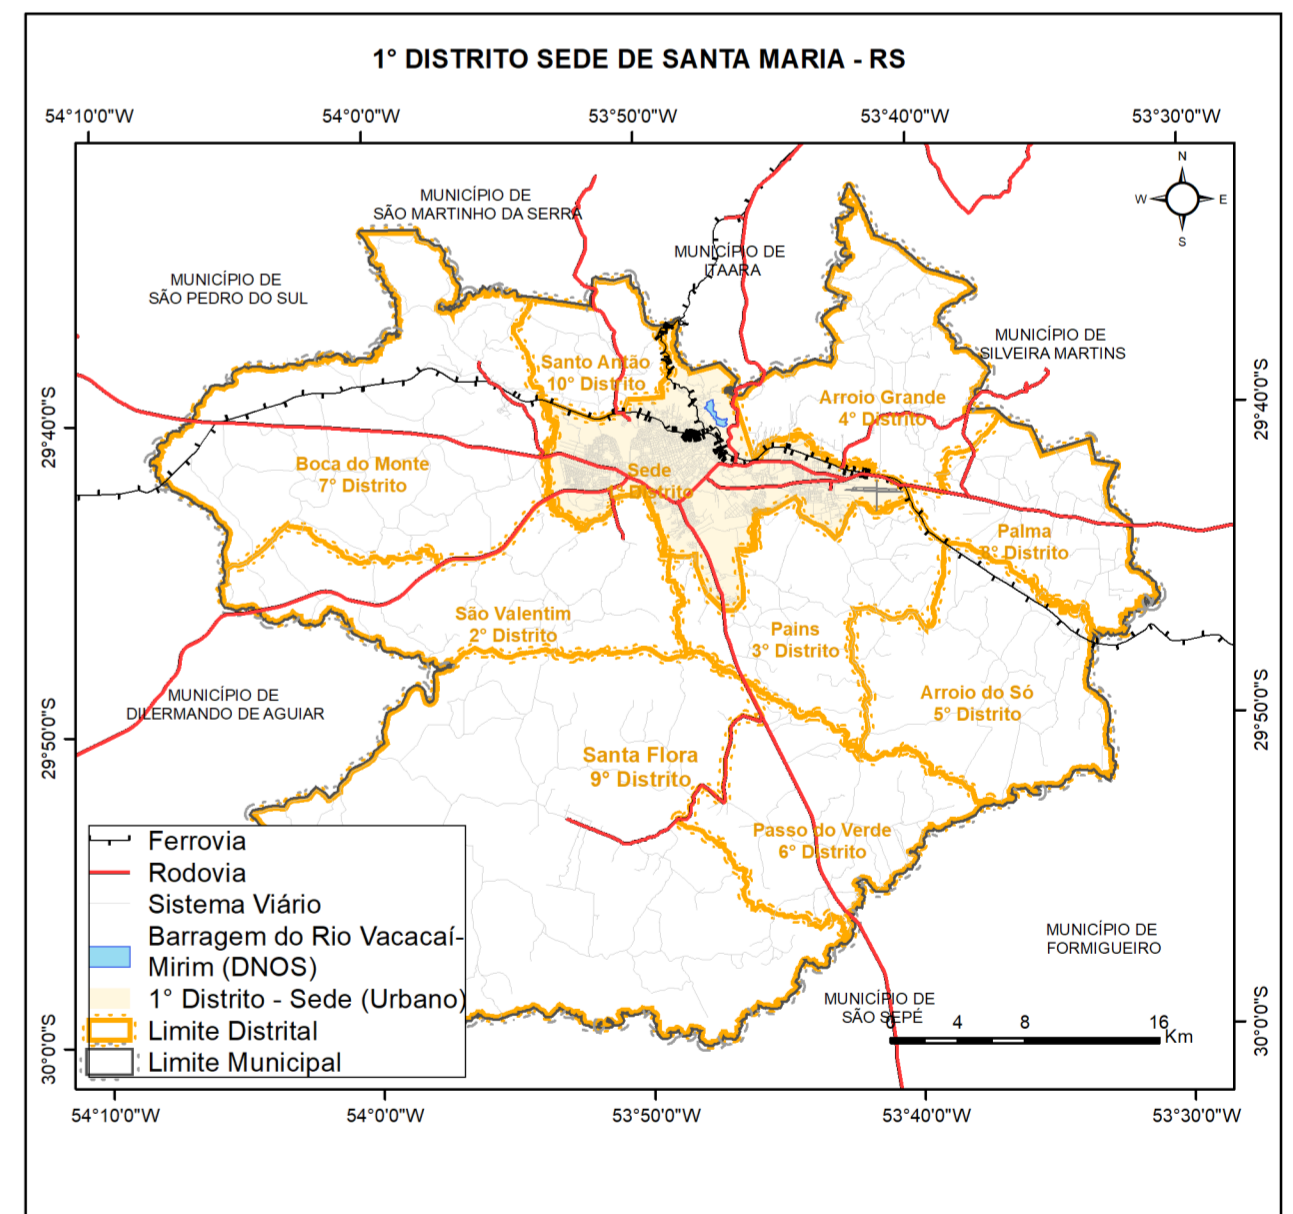 1° DISTRITO SEDE DE SANTA MARIA - RS
54°10'0"W 54°0'0"W 53°50'0"W 53°40'0"W 53°30'0"W
N
W E
S
MUNICÍPIO DE
SÃO MARTINHO DA SERRA
MUNICÍPIO DE
ITAARA
MUNICÍPIO DE
SÃO PEDRO DO SUL
MUNICÍPIO DE
SILVEIRA MARTINS
Santo Antão
10° Distrito
Arroio Grande
4° Distrito
29°40'0"S
29°40'0"S
Boca do Monte
7° Distrito
Sede
Distrito
Palma
8° Distrito
São Valentim
2° Distrito
Pains
3° Distrito
Arroio do Só
5° Distrito
MUNICÍPIO DE
DILERMANDO DE AGUIAR
29°50'0"S
29°50'0"S
Santa Flora
9° Distrito
Passo do Verde
6° Distrito
MUNICÍPIO DE
FORMIGUEIRO
MUNICÍPIO DE
SÃO SEPÉ
0 4 8 16
Km
30°0'0"S
30°0'0"S
Ferrovia
Rodovia
Sistema Viário
Barragem do Rio Vacacaí-
Mirim (DNOS)
1° Distrito - Sede (Urbano)
Limite Distrital
Limite Municipal
54°10'0"W 54°0'0"W 53°50'0"W 53°40'0"W 53°30'0"W